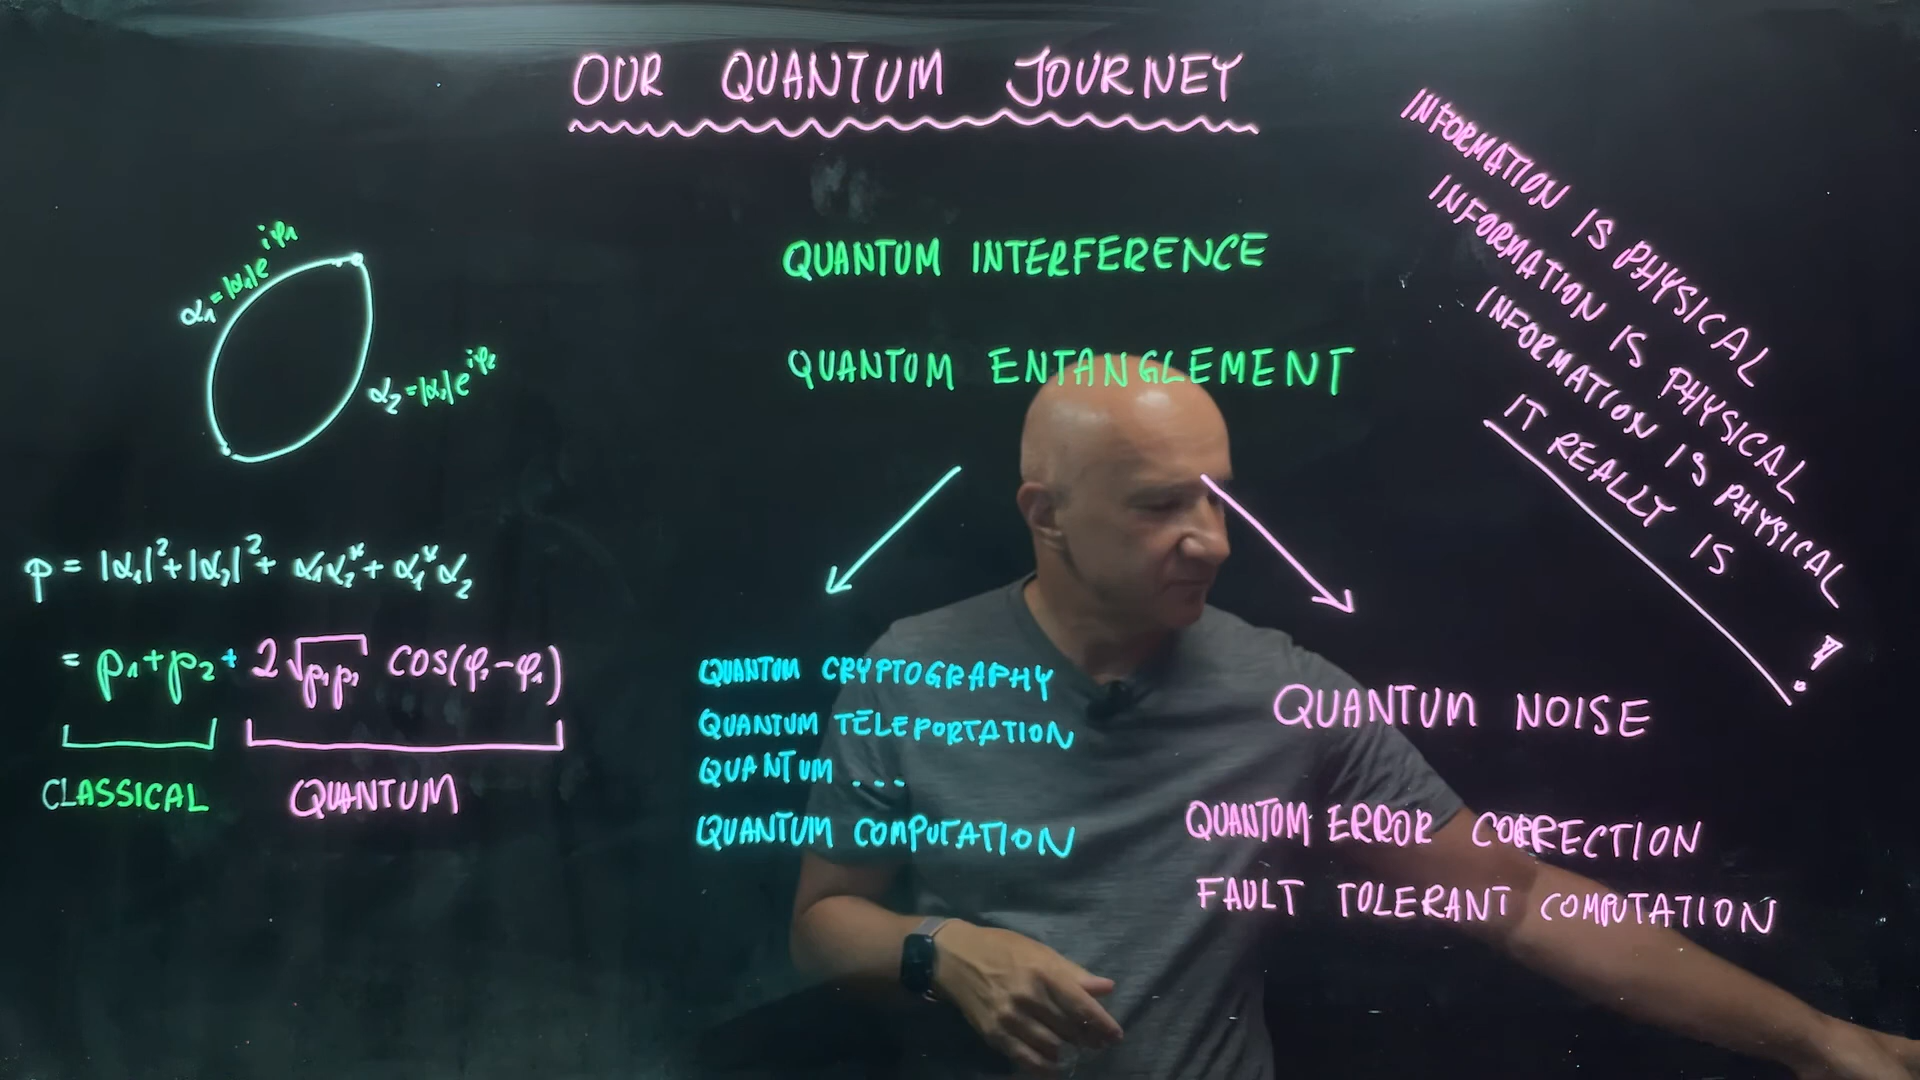 OUR QUANTUM JOURNEY
α₁ = |α₁| e^{iφ₁}
α₂ = |α₂| e^{iφ₂}
p = |α₁|² + |α₂|² + α₁α₂* + α₁*α₂
= p₁ + p₂ + 2√p₁p₂ cos(φ₂-φ₁)
CLASSICAL QUANTUM
QUANTUM INTERFERENCE
QUANTUM ENTANGLEMENT
QUANTUM CRYPTOGRAPHY
QUANTUM TELEPORTATION
QUANTUM ...
QUANTUM COMPUTATION
QUANTUM NOISE
QUANTUM ERROR CORRECTION
FAULT TOLERANT COMPUTATION
INFORMATION IS PHYSICAL
INFORMATION IS PHYSICAL
INFORMATION IS PHYSICAL
IT REALLY IS !